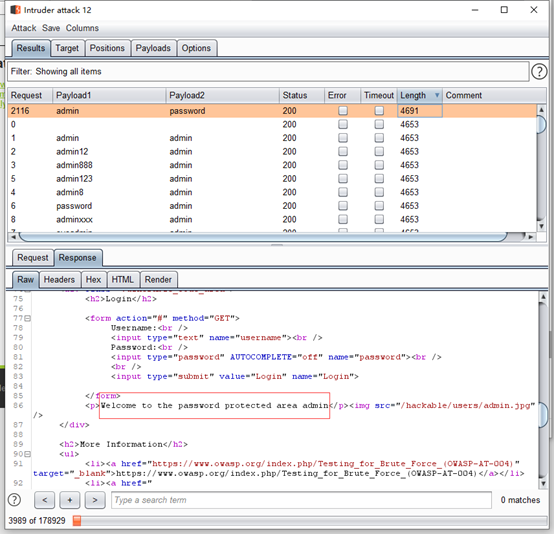 Intruder attack 12
Attack Save Columns
Results Target Positions Payloads Options
Filter: Showing all items
Request Payload1 Payload2 Status Error Timeout Length Comment
2116 admin password 200 4691
0 200 4653
1 admin admin 200 4653
2 admin12 admin 200 4653
3 admin888 admin 200 4653
5 admin123 admin 200 4653
4 admin8 admin 200 4653
6 password admin 200 4653
8 adminxxx admin 200 4653
Request Response
Raw Headers Hex HTML Render
75 <h2>Login</h2>
76
77 <form action="#" method="GET">
78 Username:<br />
79 <input type="text" name="username"><br />
80 Password:<br />
81 <input type="password" AUTOCOMPLETE="off" name="password"><br />
82 <br />
83 <input type="submit" value="Login" name="Login">
84
85 </form>
86 <p>Welcome to the password protected area admin</p><img src="/hackable/users/admin.jpg"
/>
87 </div>
88
89 <h2>More Information</h2>
90 <ul>
91 <li><a href="https://www.owasp.org/index.php/Testing_for_Brute_Force_(OWASP-AT-004)"
target="_blank">https://www.owasp.org/index.php/Testing_for_Brute_Force_(OWASP-AT-004)</a></li>
92 <li><a href="
? < + > Type a search term 0 matches
3989 of 178929